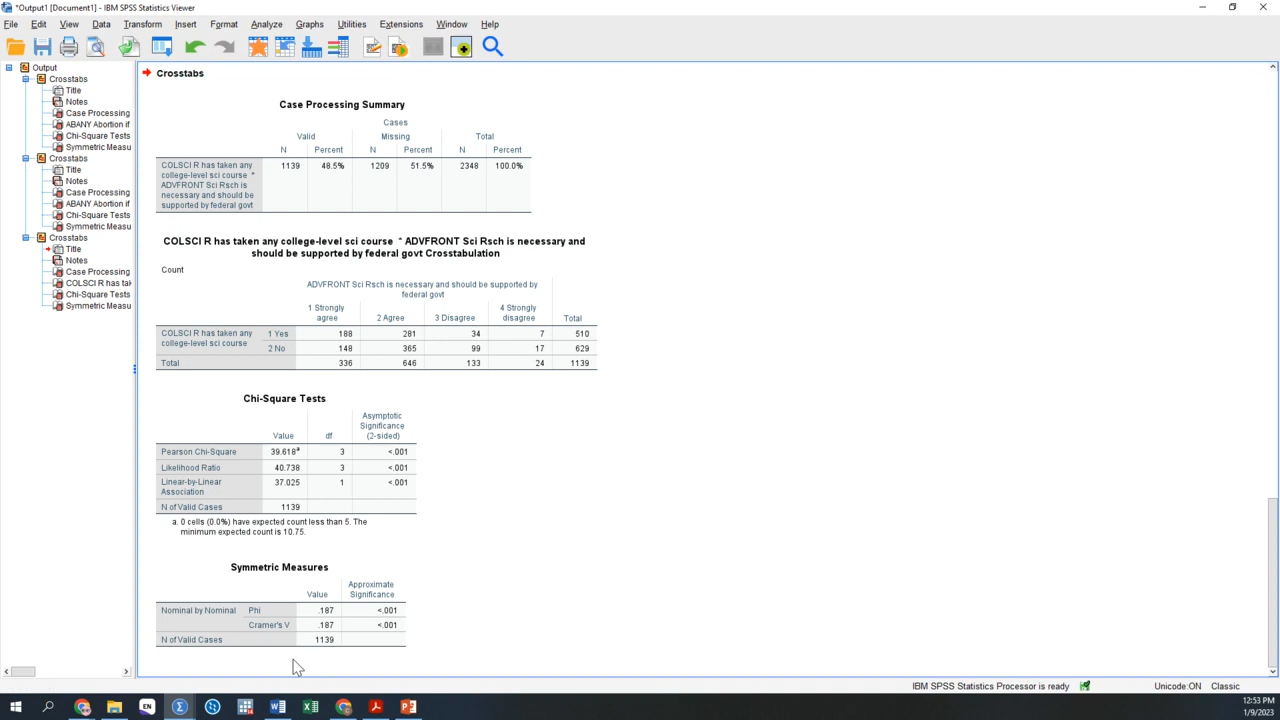 *Output1 [Document1] - IBM SPSS Statistics Viewer
File Edit View Data Transform Insert Format Graphs Analyze Utilities Extensions Window Help
Output
Crosstabs
Title
Notes
Case Processing
ABANY Abortion if
Chi-Square Tests
Symmetric Measu
Crosstabs
Title
Notes
Case Processing
ABANY Abortion if
Chi-Square Tests
Symmetric Measu
Crosstabs
Title
Notes
Case Processing
COLSCI R has tal
Chi-Square Tests
Symmetric Measu
Crosstabs
Case Processing Summary
Cases
Valid Missing Total
N Percent N Percent N Percent
COLSCI R has taken any 1139 48.5% 1209 51.5% 2348 100.0%
college-level sci course *
ADVFRONT Sci Rsch is
necessary and should be
supported by federal govt
COLSCI R has taken any college-level sci course * ADVFRONT Sci Rsch is necessary and
should be supported by federal govt Crosstabulation
Count
ADVFRONT Sci Rsch is necessary and should be supported by
federal govt
1 Strongly agree 2 Agree 3 Disagree 4 Strongly disagree Total
COLSCI R has taken any 1 Yes 188 281 34 7 510
college-level sci course 2 No 148 365 99 17 629
Total 336 646 133 24 1139
Chi-Square Tests
Asymptotic
Significance
Value df (2-sided)
Pearson Chi-Square 39.618a 3 <.001
Likelihood Ratio 40.738 3 <.001
Linear-by-Linear 37.025 1 <.001
Association
N of Valid Cases 1139
a. 0 cells (0.0%) have expected count less than 5. The
minimum expected count is 10.75.
Symmetric Measures
Approximate
Value Significance
Nominal by Nominal Phi .187 <.001
Cramer's V .187 <.001
N of Valid Cases 1139
IBM SPSS Statistics Processor is ready Unicode:ON Classic
EN
12:53 PM
1/9/2023